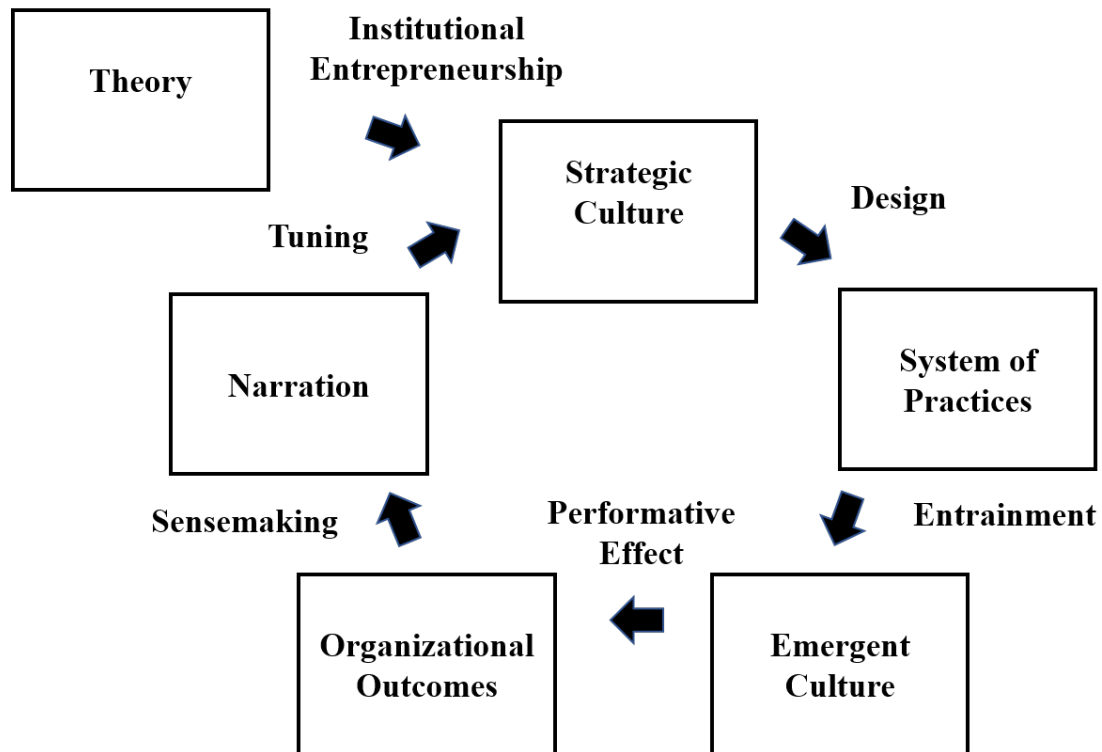 Theory
Institutional
Entrepreneurship
Strategic
Culture
Design
Tuning
Narration
System of
Practices
Sensemaking
Performative
Effect
Entrainment
Organizational
Outcomes
Emergent
Culture